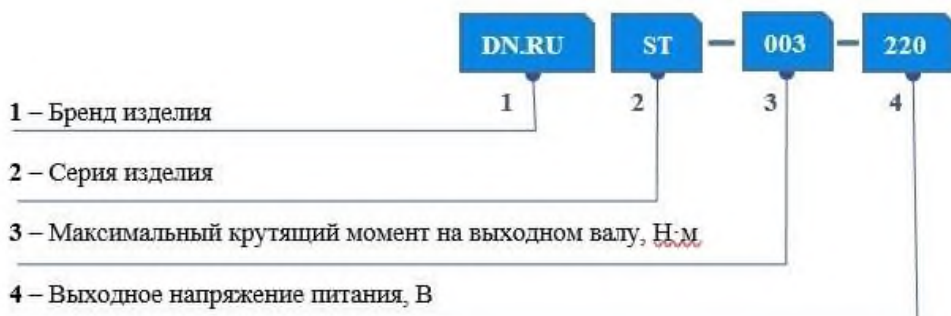 DN.RU ST – 003 – 220
1 2 3 4
1 – Бренд изделия
2 – Серия изделия
3 – Максимальный крутящий момент на выходном валу, Н·м
4 – Выходное напряжение питания, В